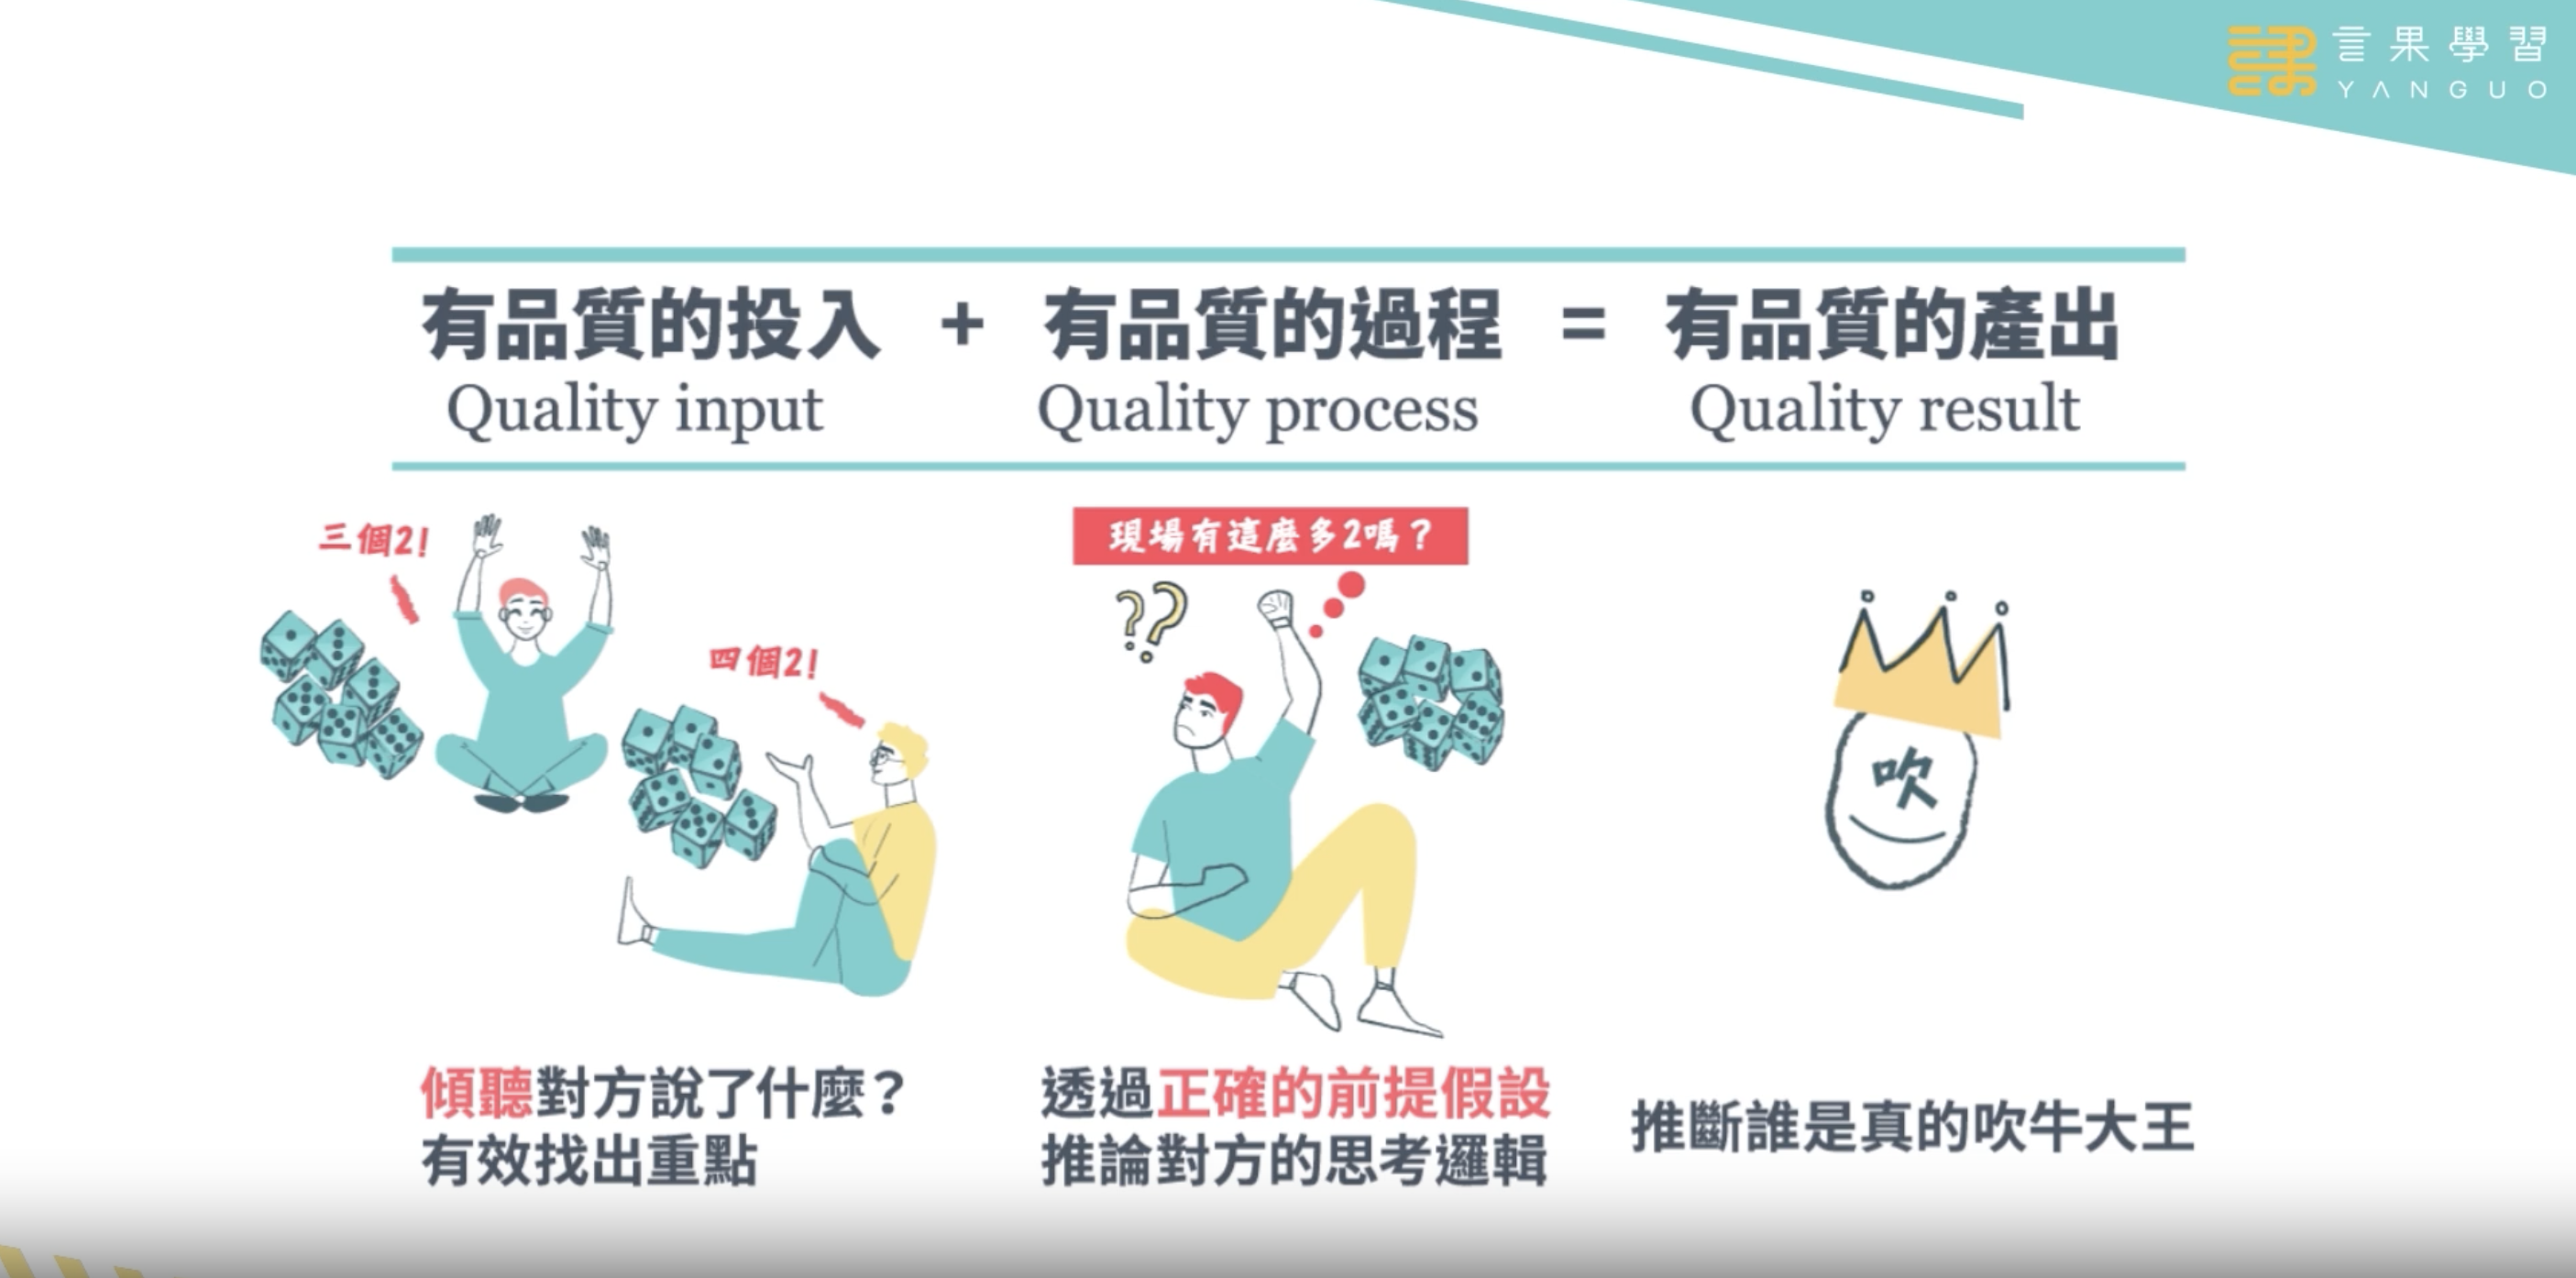 言果學習
YANGUO
有品質的投入 + 有品質的過程 = 有品質的產出
Quality input Quality process Quality result
三個2!
四個2!
現場有這麼多2嗎？
??
吹
傾聽對方說了什麼？
有效找出重點
透過正確的前提假設
推論對方的思考邏輯
推斷誰是真的吹牛大王